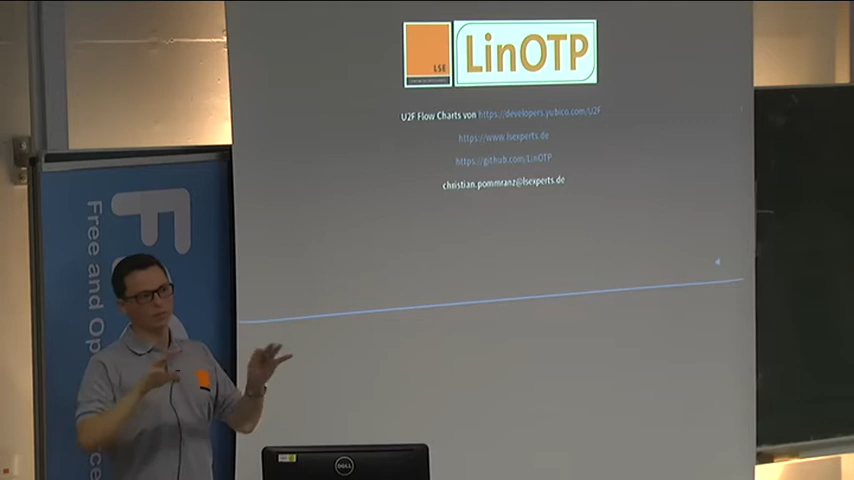 LSE
LinOTP
U2F Flow Charts von https://developers.yubico.com/U2F
https://www.lsexperts.de
https://github.com/LinOTP
christian.pommranz@lsexperts.de
Free and Op
DELL